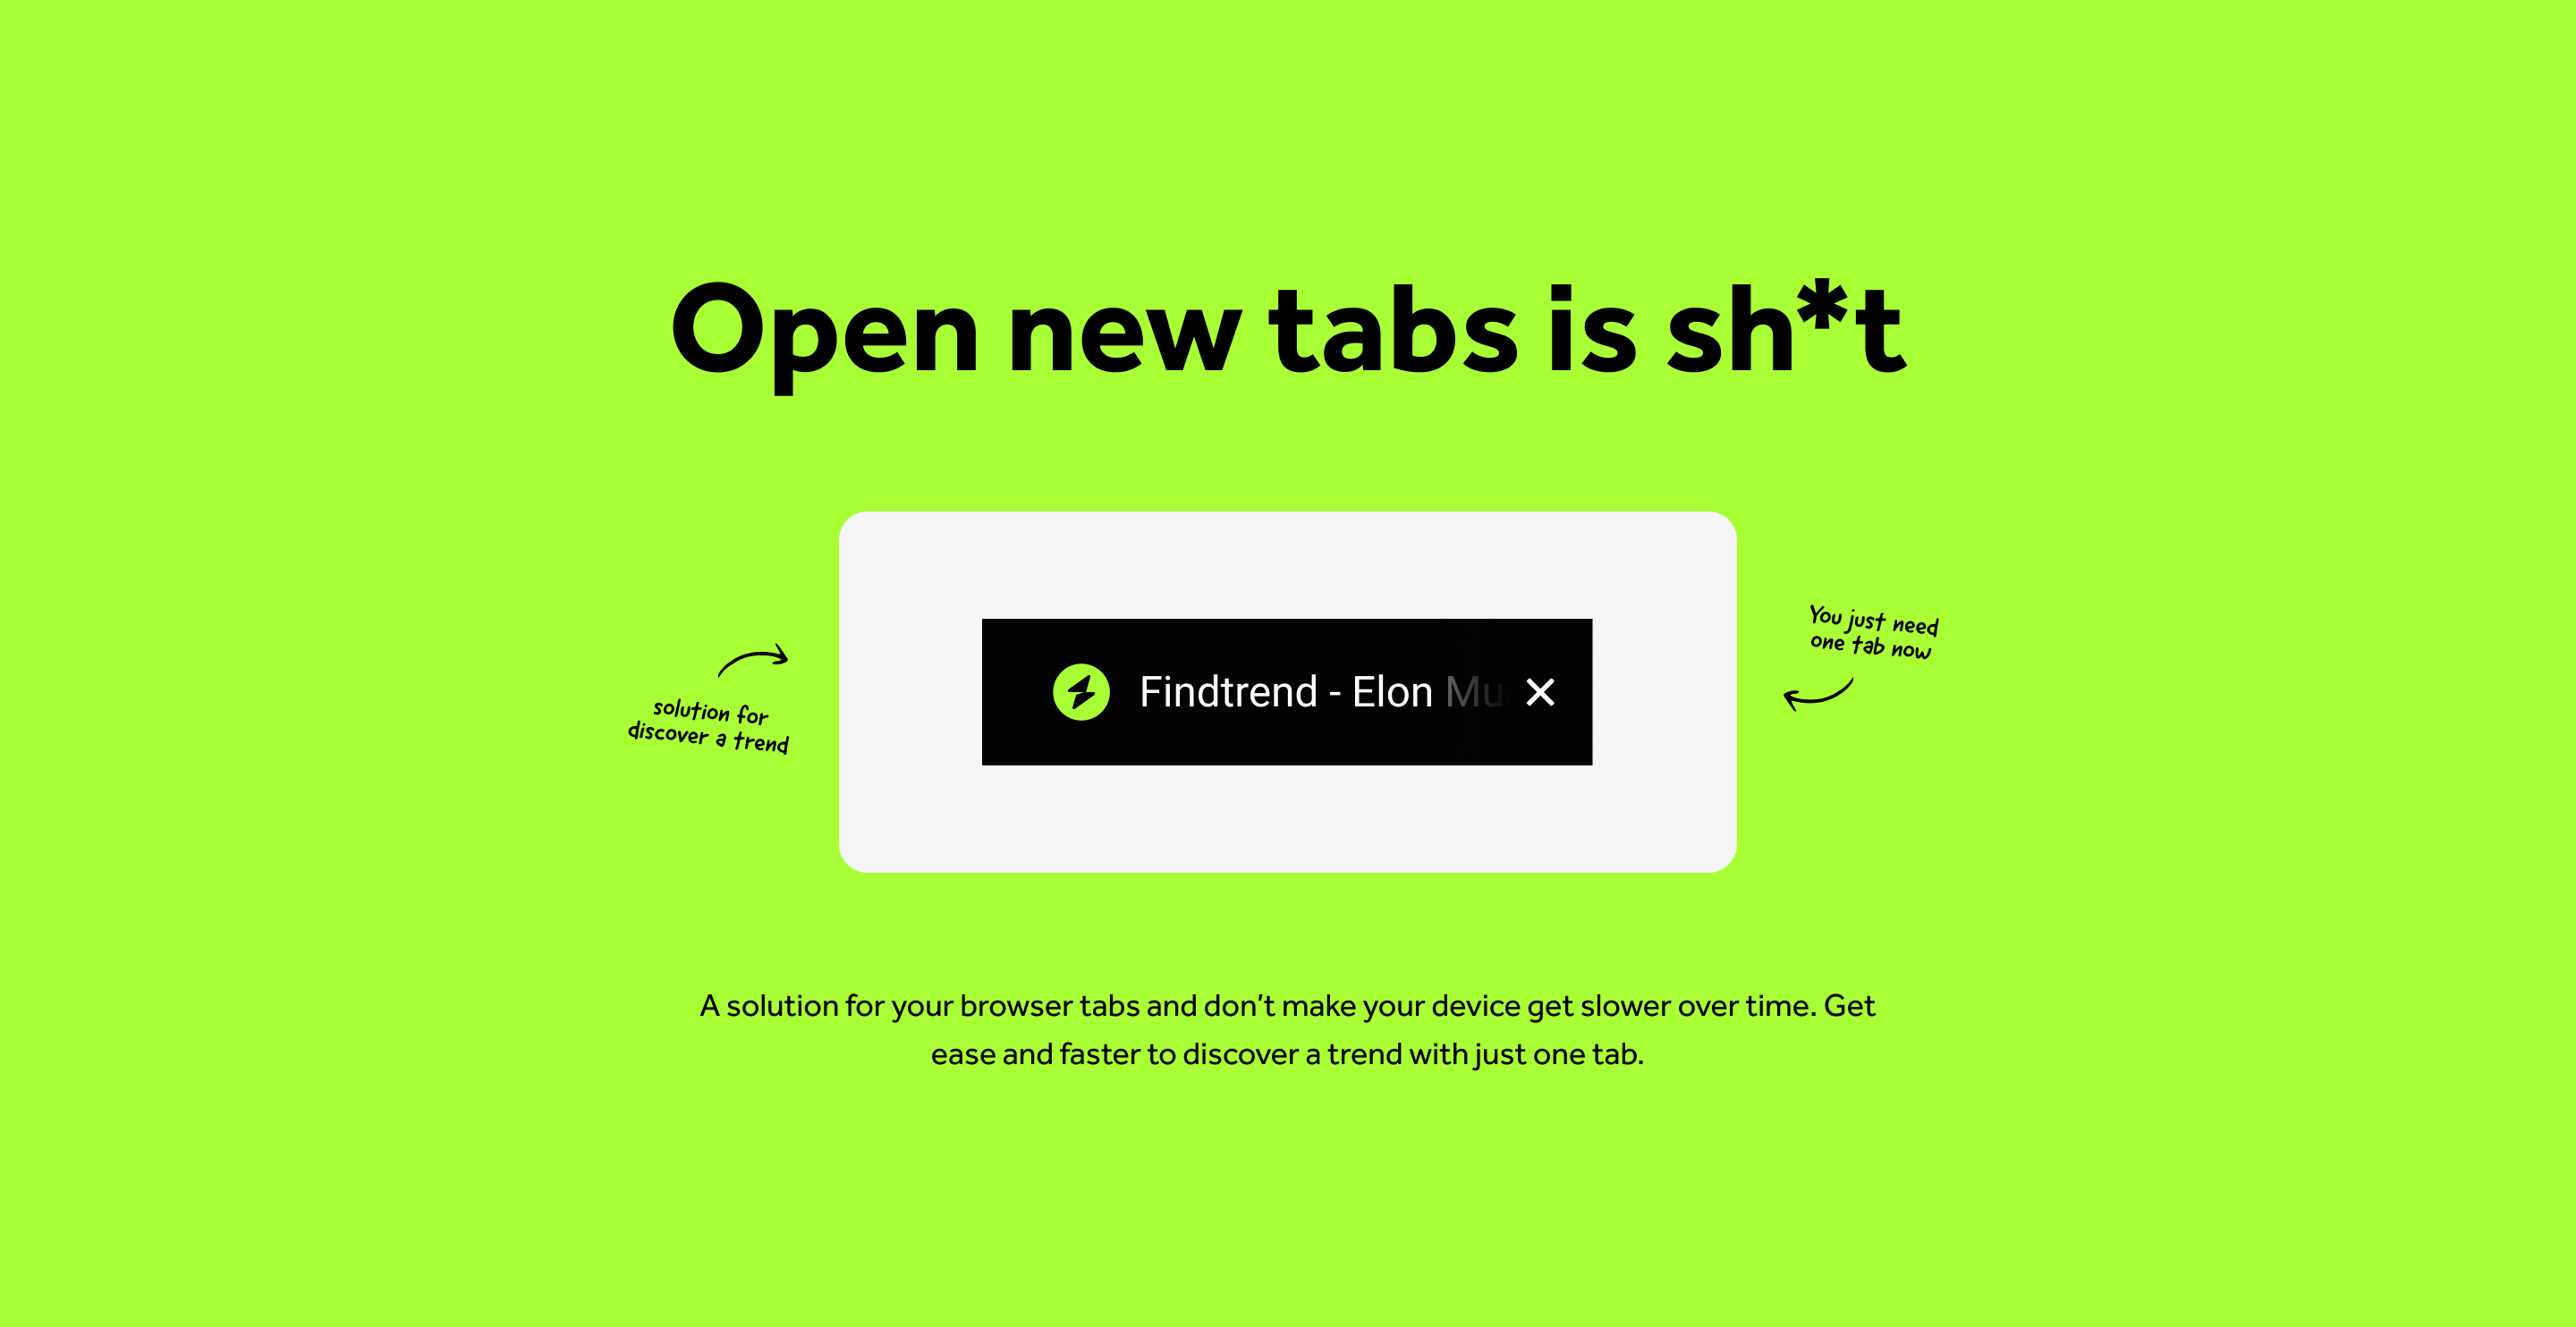 Open new tabs is sh*t
You just need
one tab now
Findtrend - Elon
solution for
discover a trend
A solution for your browser tabs and don’t make your device get slower over time. Get
ease and faster to discover a trend with just one tab.